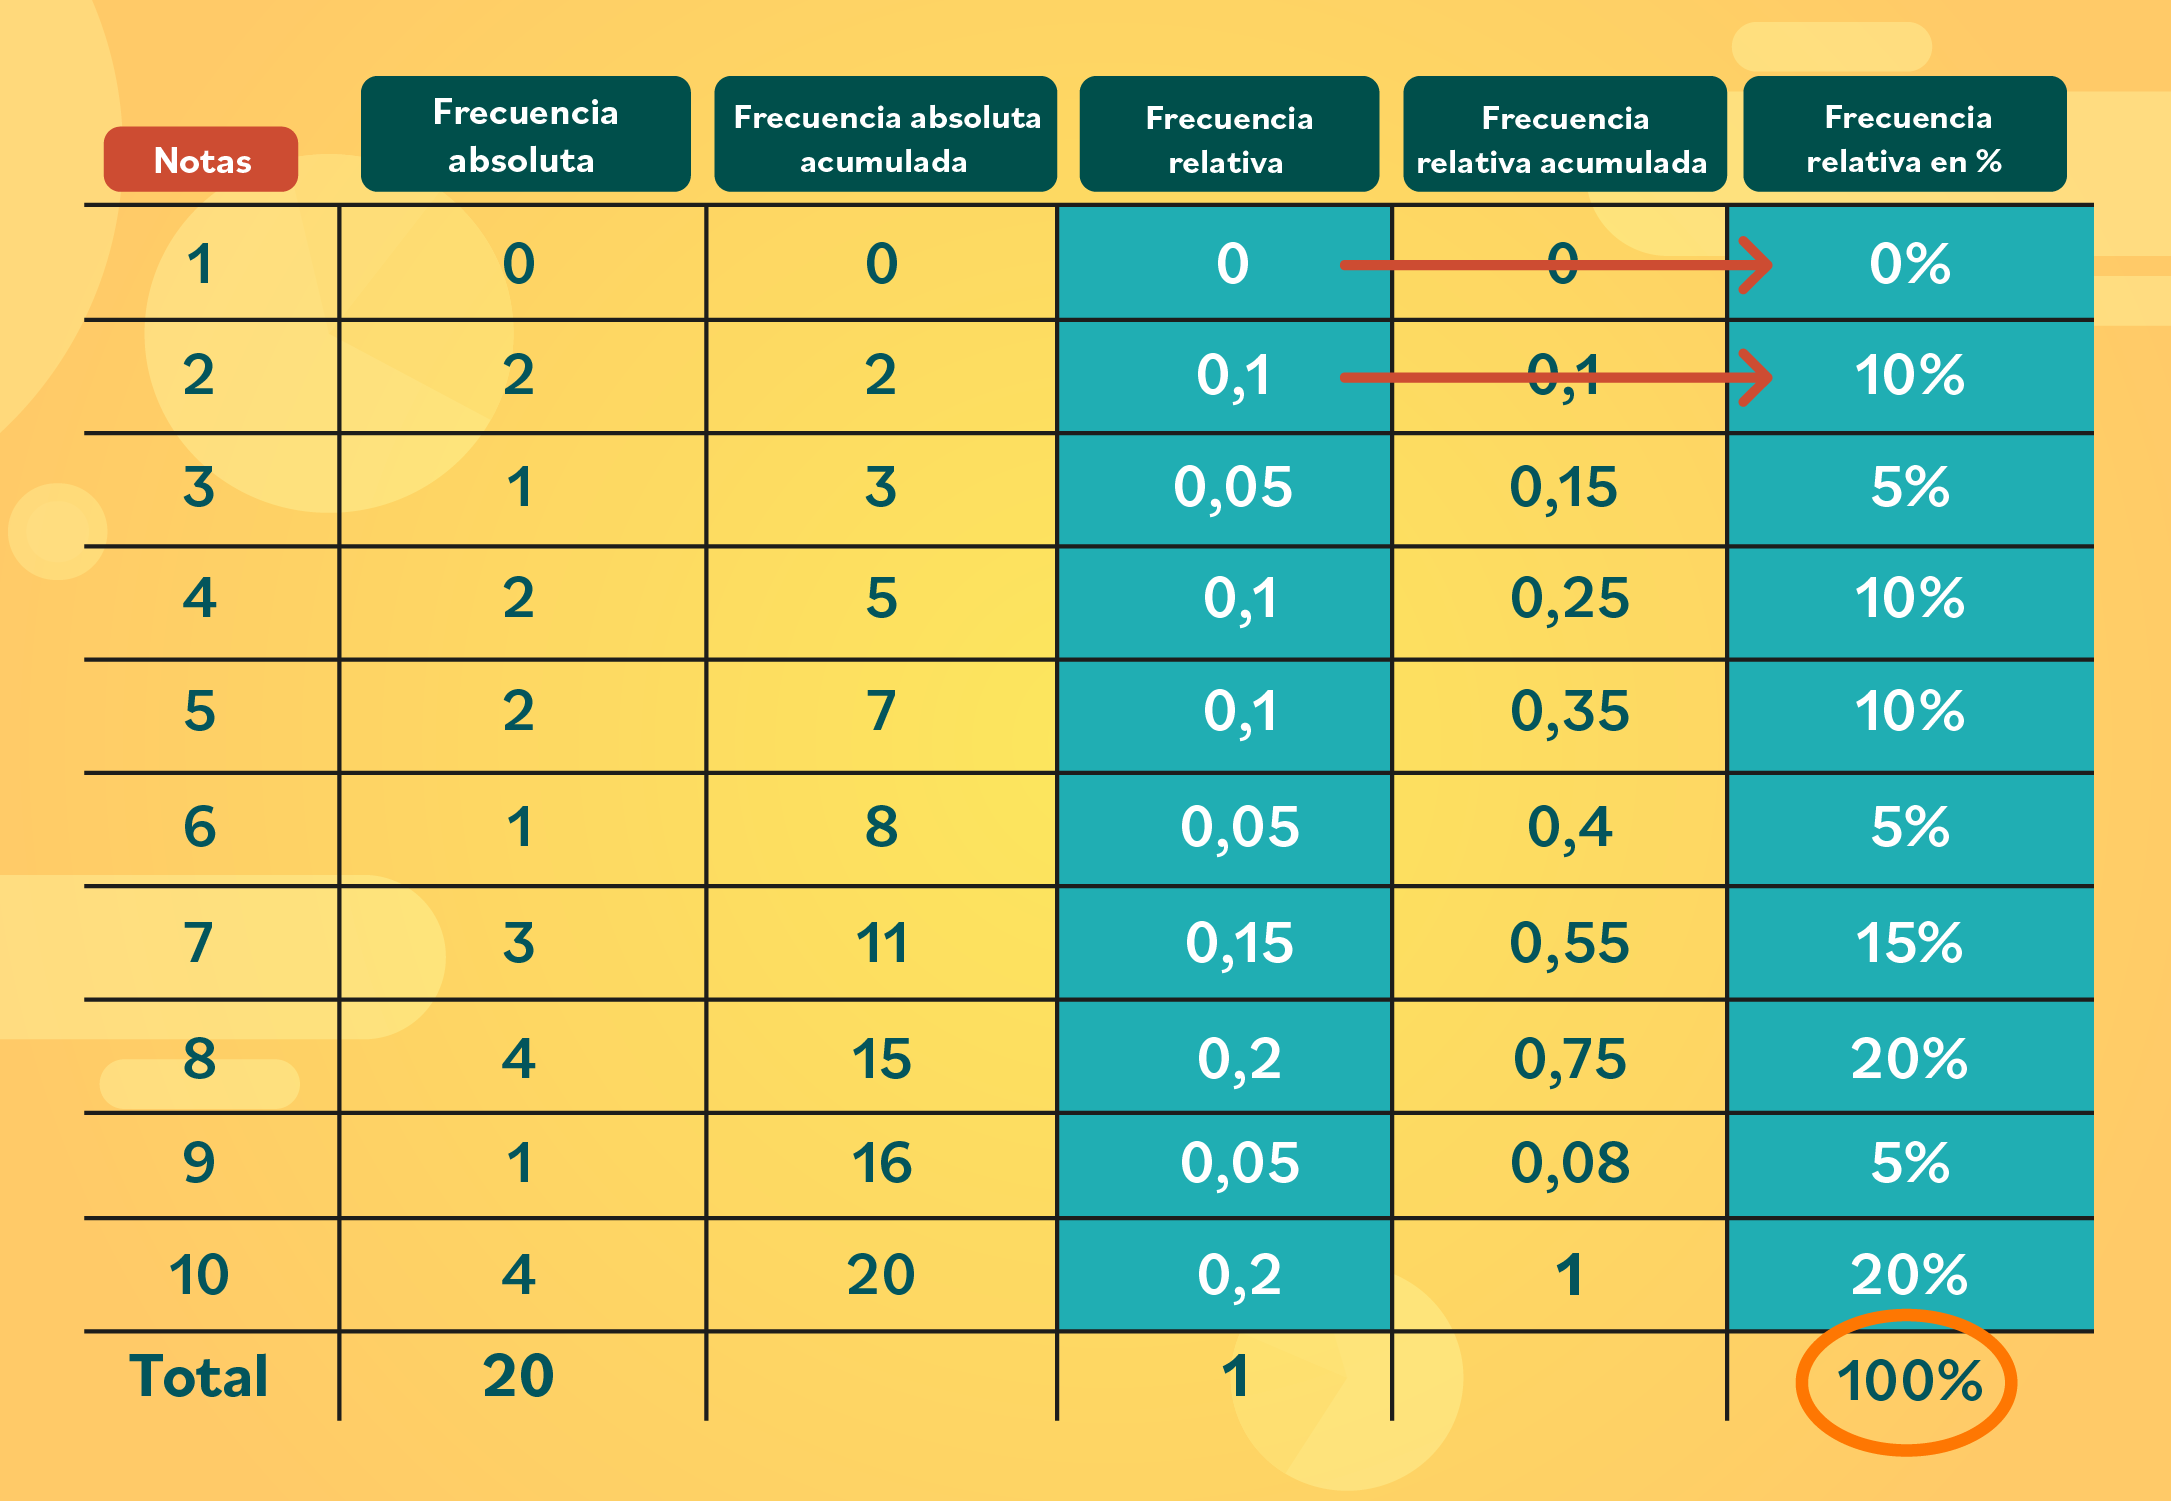 Notas
Frecuencia
absoluta
Frecuencia absoluta
acumulada
Frecuencia
relativa
Frecuencia
relativa acumulada
Frecuencia
relativa en %
1 0 0 0 0 0%
2 2 2 0,1 0,1 10%
3 1 3 0,05 0,15 5%
4 2 5 0,1 0,25 10%
5 2 7 0,1 0,35 10%
6 1 8 0,05 0,4 5%
7 3 11 0,15 0,55 15%
8 4 15 0,2 0,75 20%
9 1 16 0,05 0,08 5%
10 4 20 0,2 1 20%
Total 20 1 100%